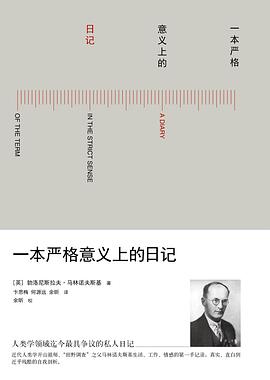 一本严格
意义上的
日记
A DIARY
IN THE STRICT SENSE
OF THE TERM
一本严格意义上的日记
[英] 勃洛尼斯拉夫·马林诺夫斯基 著
卞思梅 何源远 余昕 译
余昕 校
人类学领域迄今最具争议的私人日记
近代人类学开山祖师、“田野调查”之父马林诺夫斯基生活、工作、情感的第一手记录，真实、直白到
近乎残酷的自我剖析。